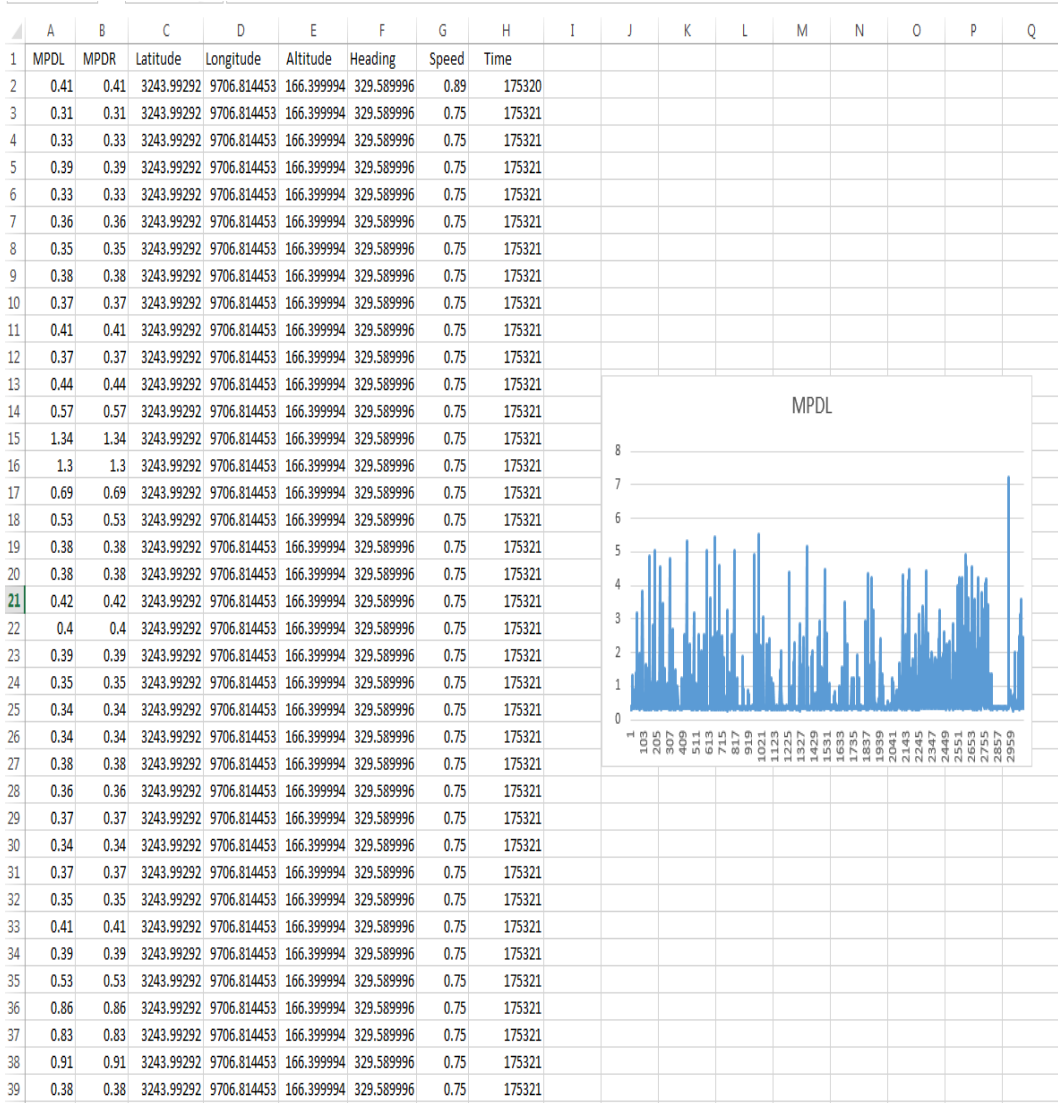 A B C D E F G H I J K L M N O P Q
1 MPDL MPDR Latitude Longitude Altitude Heading Speed Time
2 0.41 0.41 3243.99292 9706.814453 166.399994 329.589996 0.89 175320
3 0.31 0.31 3243.99292 9706.814453 166.399994 329.589996 0.75 175321
4 0.33 0.33 3243.99292 9706.814453 166.399994 329.589996 0.75 175321
5 0.39 0.39 3243.99292 9706.814453 166.399994 329.589996 0.75 175321
6 0.33 0.33 3243.99292 9706.814453 166.399994 329.589996 0.75 175321
7 0.36 0.36 3243.99292 9706.814453 166.399994 329.589996 0.75 175321
8 0.35 0.35 3243.99292 9706.814453 166.399994 329.589996 0.75 175321
9 0.38 0.38 3243.99292 9706.814453 166.399994 329.589996 0.75 175321
10 0.37 0.37 3243.99292 9706.814453 166.399994 329.589996 0.75 175321
11 0.41 0.41 3243.99292 9706.814453 166.399994 329.589996 0.75 175321
12 0.37 0.37 3243.99292 9706.814453 166.399994 329.589996 0.75 175321
13 0.44 0.44 3243.99292 9706.814453 166.399994 329.589996 0.75 175321
14 0.57 0.57 3243.99292 9706.814453 166.399994 329.589996 0.75 175321
15 1.34 1.34 3243.99292 9706.814453 166.399994 329.589996 0.75 175321
16 1.3 1.3 3243.99292 9706.814453 166.399994 329.589996 0.75 175321
17 0.69 0.69 3243.99292 9706.814453 166.399994 329.589996 0.75 175321
18 0.53 0.53 3243.99292 9706.814453 166.399994 329.589996 0.75 175321
19 0.38 0.38 3243.99292 9706.814453 166.399994 329.589996 0.75 175321
20 0.38 0.38 3243.99292 9706.814453 166.399994 329.589996 0.75 175321
21 0.42 0.42 3243.99292 9706.814453 166.399994 329.589996 0.75 175321
22 0.4 0.4 3243.99292 9706.814453 166.399994 329.589996 0.75 175321
23 0.39 0.39 3243.99292 9706.814453 166.399994 329.589996 0.75 175321
24 0.35 0.35 3243.99292 9706.814453 166.399994 329.589996 0.75 175321
25 0.34 0.34 3243.99292 9706.814453 166.399994 329.589996 0.75 175321
26 0.34 0.34 3243.99292 9706.814453 166.399994 329.589996 0.75 175321
27 0.38 0.38 3243.99292 9706.814453 166.399994 329.589996 0.75 175321
28 0.36 0.36 3243.99292 9706.814453 166.399994 329.589996 0.75 175321
29 0.37 0.37 3243.99292 9706.814453 166.399994 329.589996 0.75 175321
30 0.34 0.34 3243.99292 9706.814453 166.399994 329.589996 0.75 175321
31 0.37 0.37 3243.99292 9706.814453 166.399994 329.589996 0.75 175321
32 0.35 0.35 3243.99292 9706.814453 166.399994 329.589996 0.75 175321
33 0.41 0.41 3243.99292 9706.814453 166.399994 329.589996 0.75 175321
34 0.39 0.39 3243.99292 9706.814453 166.399994 329.589996 0.75 175321
35 0.53 0.53 3243.99292 9706.814453 166.399994 329.589996 0.75 175321
36 0.86 0.86 3243.99292 9706.814453 166.399994 329.589996 0.75 175321
37 0.83 0.83 3243.99292 9706.814453 166.399994 329.589996 0.75 175321
38 0.91 0.91 3243.99292 9706.814453 166.399994 329.589996 0.75 175321
39 0.38 0.38 3243.99292 9706.814453 166.399994 329.589996 0.75 175321
MPDL
8
7
6
5
4
3
2
1
0
1 103 205 307 409 511 613 715 817 919 1021 1123 1225 1327 1429 1531 1633 1735 1837 1939 2041 2143 2245 2347 2449 2551 2653 2755 2857 2959